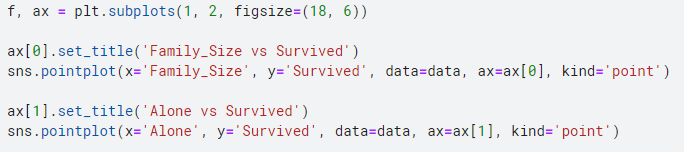 f, ax = plt.subplots(1, 2, figsize=(18, 6))
ax[0].set_title('Family_Size vs Survived')
sns.pointplot(x='Family_Size', y='Survived', data=data, ax=ax[0], kind='point')
ax[1].set_title('Alone vs Survived')
sns.pointplot(x='Alone', y='Survived', data=data, ax=ax[1], kind='point')